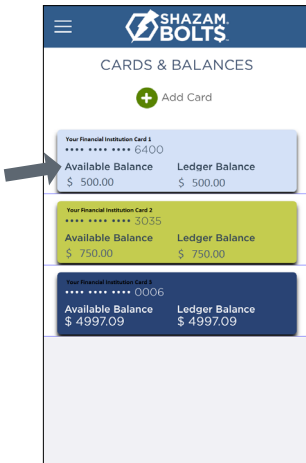 SHAZAM.
BOLT$.
CARDS & BALANCES
+ Add Card
Your Financial Institution Card 1
•••• •••• •••• 6400
Available Balance Ledger Balance
$ 500.00 $ 500.00
Your Financial Institution Card 2
•••• •••• •••• 3035
Available Balance Ledger Balance
$ 750.00 $ 750.00
Your Financial Institution Card 3
•••• •••• •••• 0006
Available Balance Ledger Balance
$ 4997.09 $ 4997.09